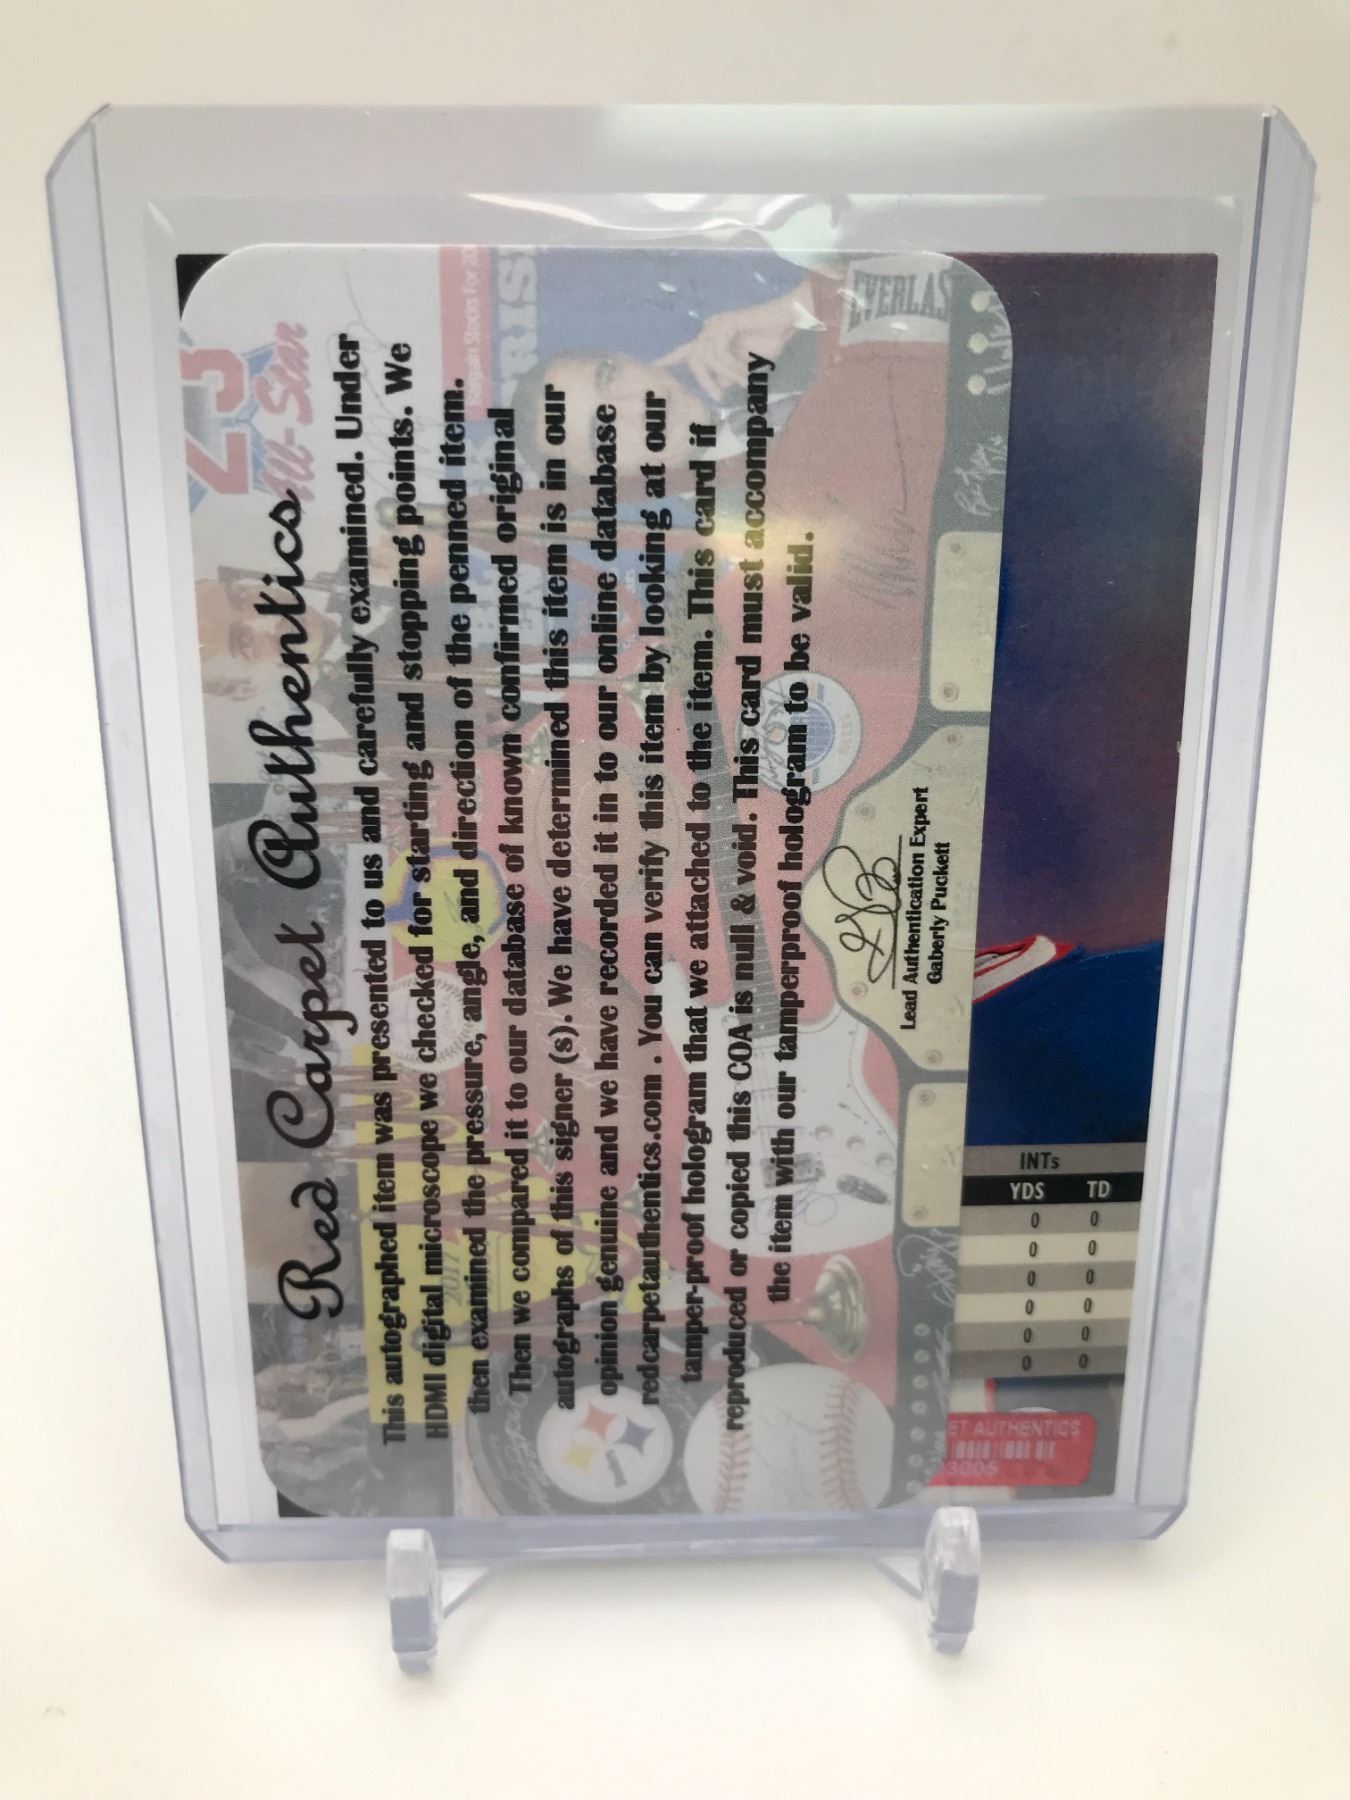 Red Carpet Authentics
This autographed item was presented to us and carefully examined. Under
HDMI digital microscope we checked for starting and stopping points. We
then examined the pressure, angle, and direction of the penned item.
Then we compared it to our database of known confirmed original
autographs of this signer (s). We have determined this item is in our
opinion genuine and we have recorded it in to our online database
redcarpetauthentics.com . You can verify this item by looking at our
tamper-proof hologram that we attached to the item. This card if
reproduced or copied this COA is null & void. This card must accompany
the item with our tamperproof hologram to be valid.
Lead Authentication Expert
Gaberly Puckett
All-Star
EVERLAS
2017
INTs
YDS TD
0 0
0 0
0 0
0 0
0 0
0 0
ET AUTHENTICS
3006